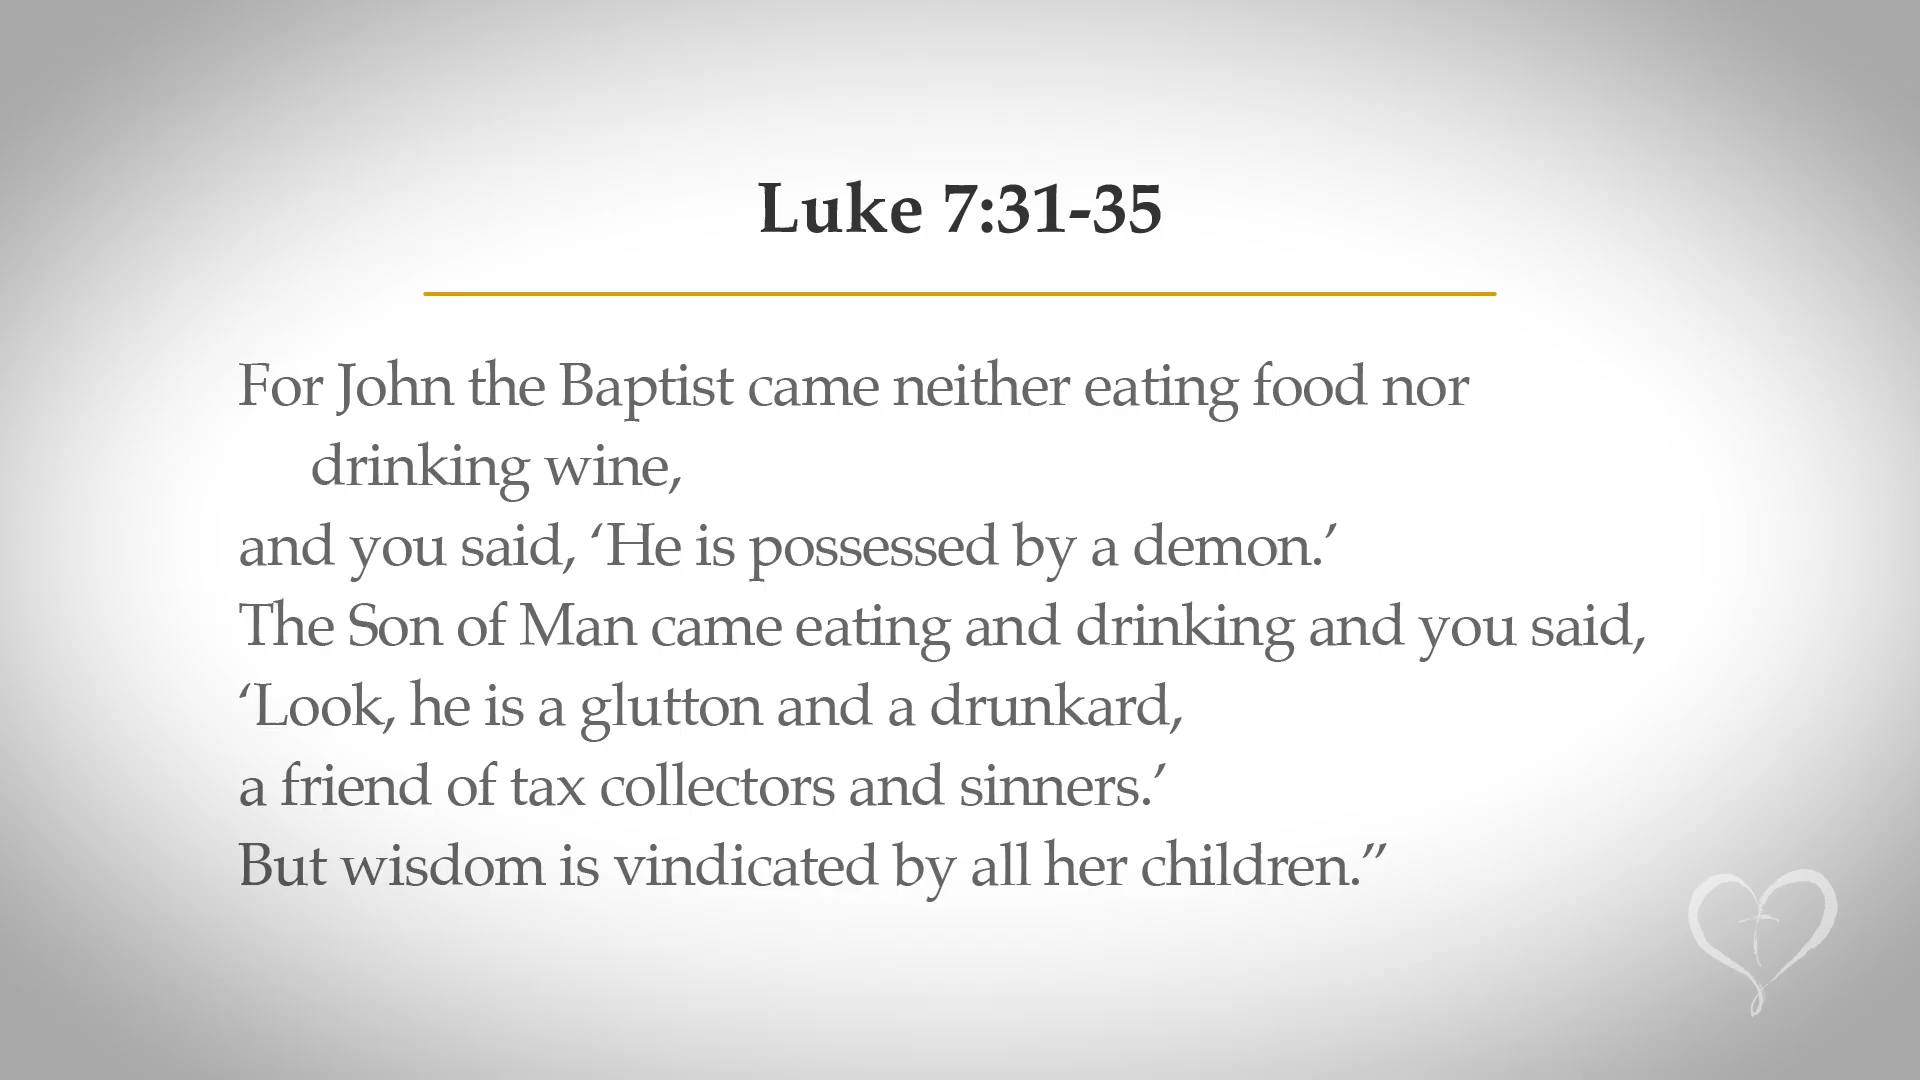 Luke 7:31-35
For John the Baptist came neither eating food nor
drinking wine,
and you said, ‘He is possessed by a demon.’
The Son of Man came eating and drinking and you said,
‘Look, he is a glutton and a drunkard,
a friend of tax collectors and sinners.’
But wisdom is vindicated by all her children.”